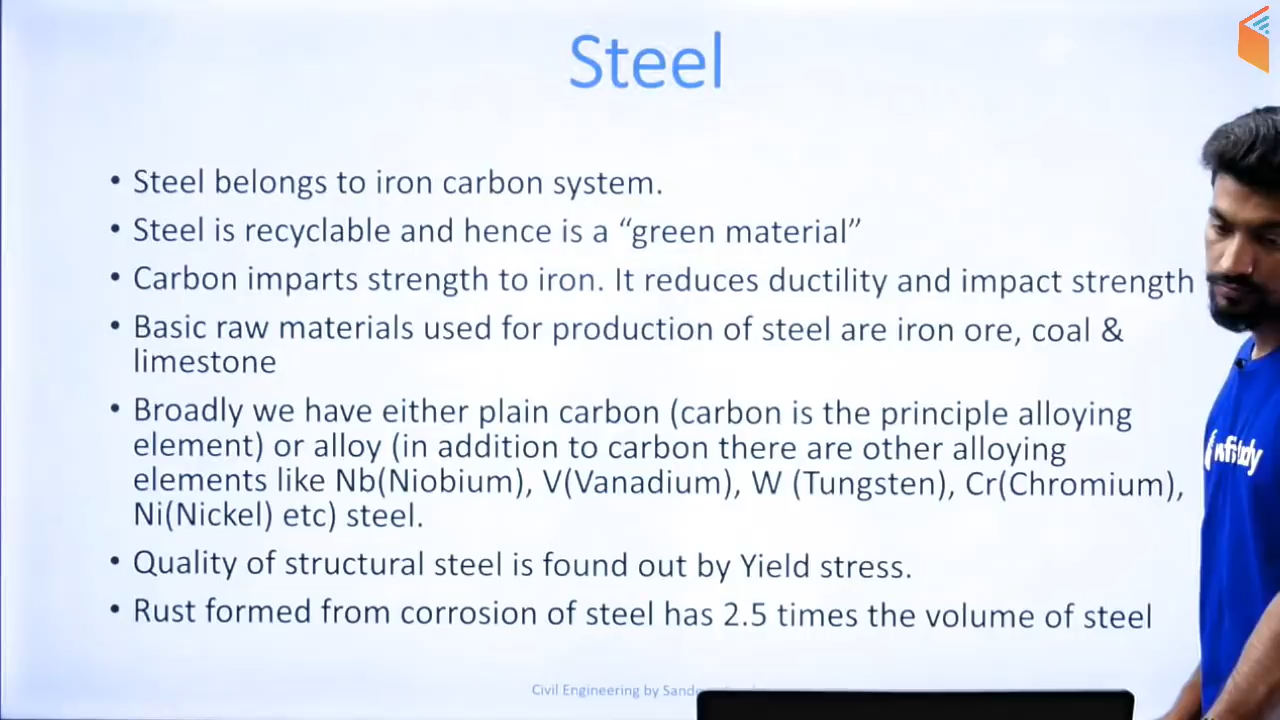 Steel
• Steel belongs to iron carbon system.
• Steel is recyclable and hence is a “green material”
• Carbon imparts strength to iron. It reduces ductility and impact strength
• Basic raw materials used for production of steel are iron ore, coal &
limestone
• Broadly we have either plain carbon (carbon is the principle alloying
element) or alloy (in addition to carbon there are other alloying
elements like Nb(Niobium), V(Vanadium), W (Tungsten), Cr(Chromium),
Ni(Nickel) etc) steel.
• Quality of structural steel is found out by Yield stress.
• Rust formed from corrosion of steel has 2.5 times the volume of steel
Civil Engineering by